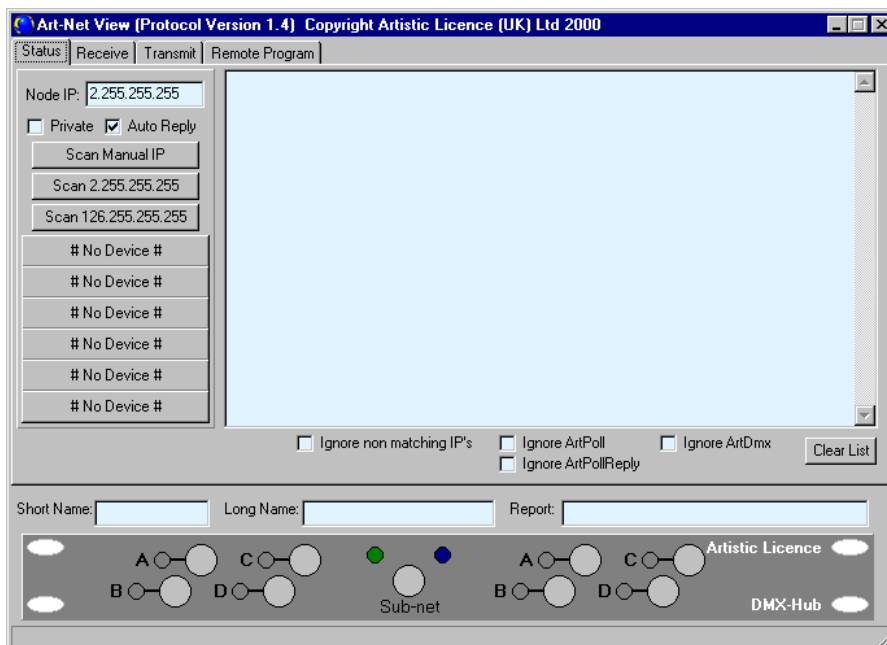 Art-Net View (Protocol Version 1.4) Copyright Artistic Licence (UK) Ltd 2000
Status Receive Transmit Remote Program
Node IP: 2.255.255.255
Private Auto Reply
Scan Manual IP
Scan 2.255.255.255
Scan 126.255.255.255
# No Device #
# No Device #
# No Device #
# No Device #
# No Device #
# No Device #
Ignore non matching IP's Ignore ArtPoll Ignore ArtDmx
Ignore ArtPollReply
Clear List
Short Name: Long Name: Report:
A C A C Artistic Licence
B D Sub-net B D DMX-Hub